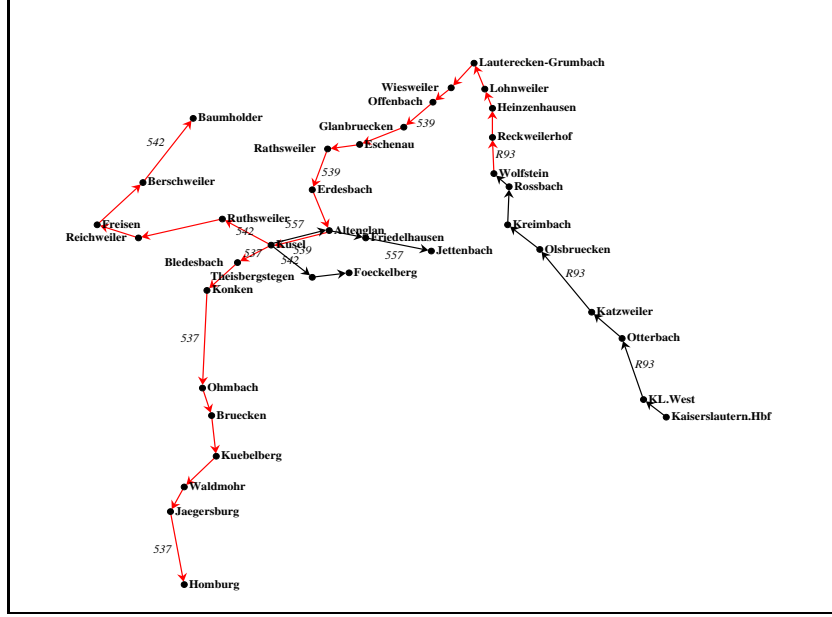 Lauterecken-Grumbach
Wiesweiler
Lohnweiler
Offenbach
Heinzenhausen
Baumholder
Glanbruecken
539
Reckweilerhof
542
Eschenau
Rathsweiler
R93
539
Wolfstein
Berschweiler
Rossbach
Erdesbach
Ruthsweiler
557
Freisen
Kreimbach
542
Altenglan
Reichweiler
Friedelhausen
Kusel
539
Olsbruecken
Jettenbach
537
557
542
Bledesbach
Foeckelberg
Theisbergstegen
R93
Konken
Katzweiler
537
Otterbach
R93
Ohmbach
KL.West
Bruecken
Kaiserslautern.Hbf
Kuebelberg
Waldmohr
Jaegersburg
537
Homburg